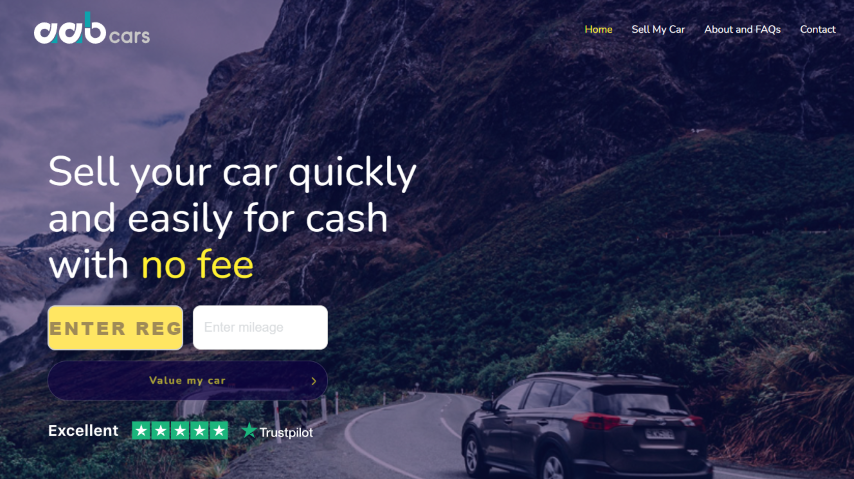 aab cars
Home Sell My Car About and FAQs Contact
Sell your car quickly
and easily for cash
with no fee
ENTER REG Enter mileage
Value my car
Excellent Trustpilot